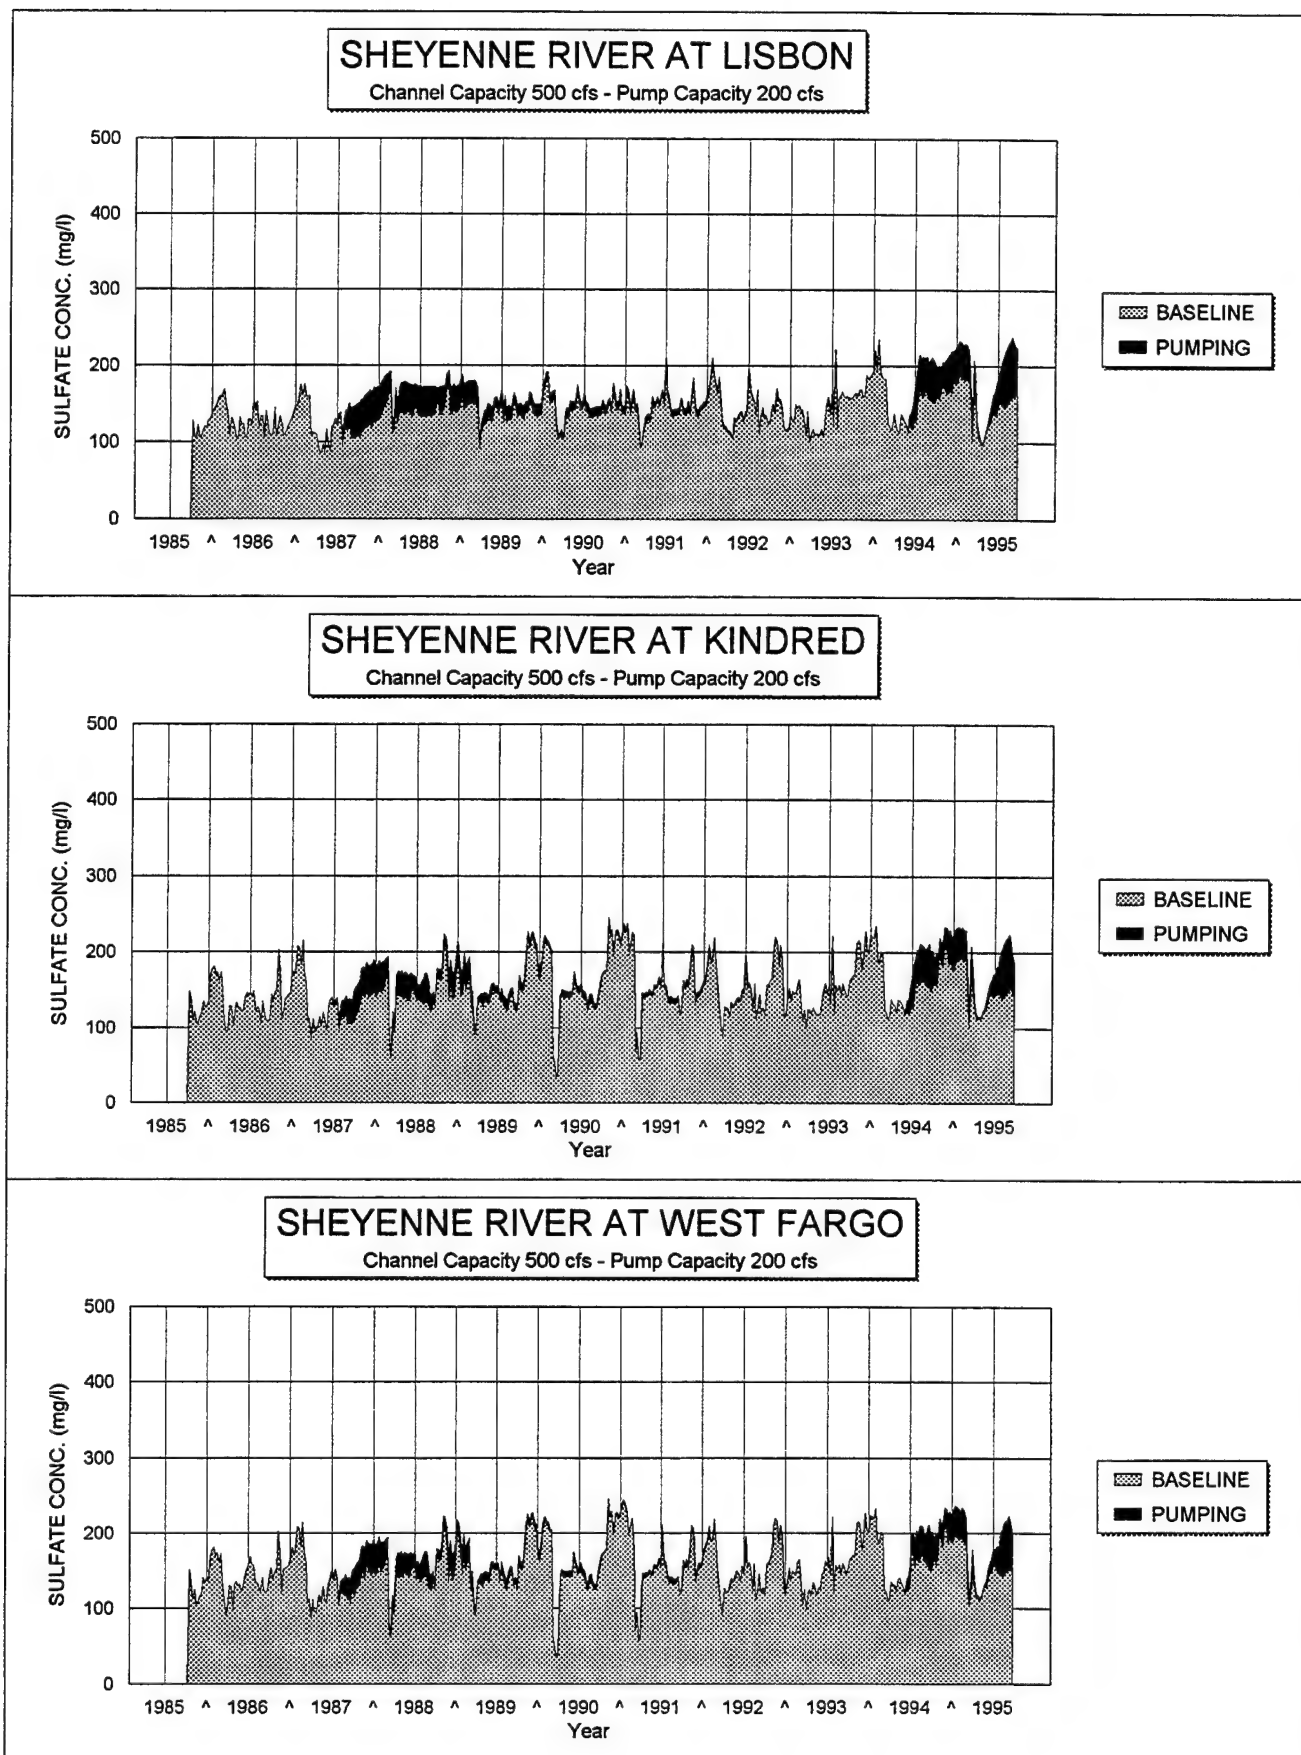 SHEYENNE RIVER AT LISBON
Channel Capacity 500 cfs - Pump Capacity 200 cfs
500
400
300
200
100
0
SULFATE CONC. (mg/l)
1985 ^ 1986 ^ 1987 ^ 1988 ^ 1989 ^ 1990 ^ 1991 ^ 1992 ^ 1993 ^ 1994 ^ 1995
Year
BASELINE
PUMPING
SHEYENNE RIVER AT KINDRED
Channel Capacity 500 cfs - Pump Capacity 200 cfs
500
400
300
200
100
0
SULFATE CONC. (mg/l)
1985 ^ 1986 ^ 1987 ^ 1988 ^ 1989 ^ 1990 ^ 1991 ^ 1992 ^ 1993 ^ 1994 ^ 1995
Year
BASELINE
PUMPING
SHEYENNE RIVER AT WEST FARGO
Channel Capacity 500 cfs - Pump Capacity 200 cfs
500
400
300
200
100
0
SULFATE CONC. (mg/l)
1985 ^ 1986 ^ 1987 ^ 1988 ^ 1989 ^ 1990 ^ 1991 ^ 1992 ^ 1993 ^ 1994 ^ 1995
Year
BASELINE
PUMPING